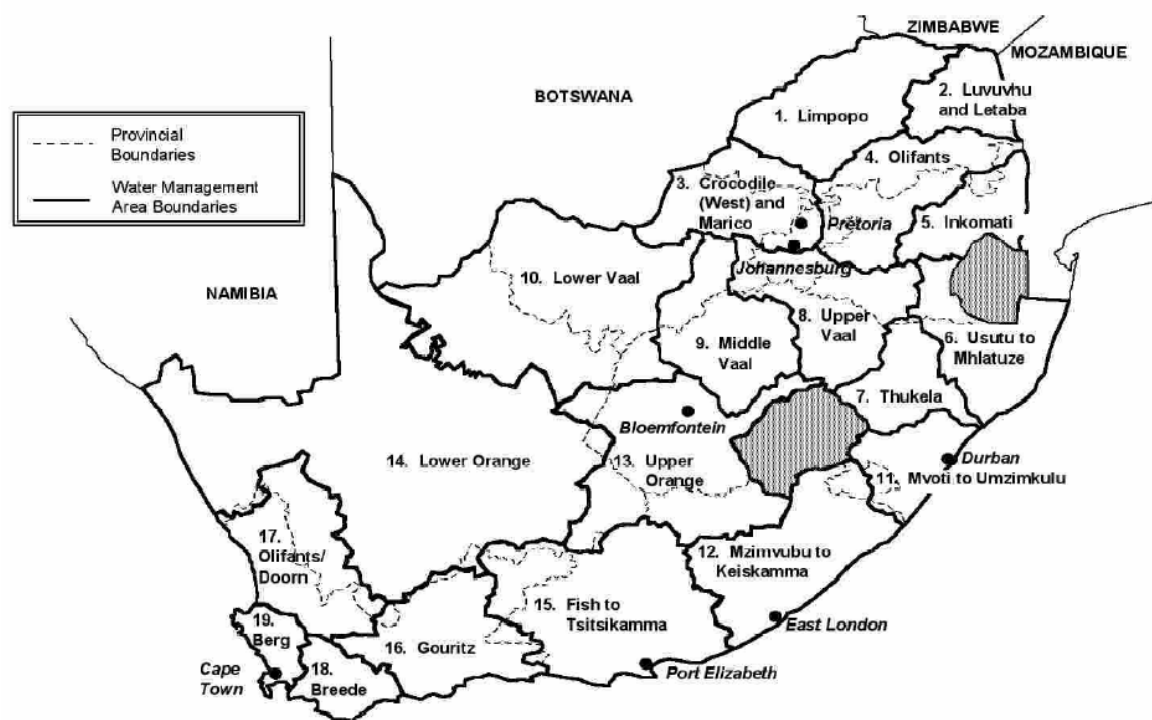 ZIMBABWE
MOZAMBIQUE
BOTSWANA
NAMIBIA
Provincial
Boundaries
Water Management
Area Boundaries
1. Limpopo
2. Luvuvhu
and Letaba
3. Crocodile
(West) and
Marico
4. Olifants
5. Inkomati
Pretoria
Johannesburg
10. Lower Vaal
9. Middle
Vaal
8. Upper
Vaal
6. Usutu to
Mhlatuze
7. Thukela
Bloemfontein
Durban
14. Lower Orange
13. Upper
Orange
11. Mvoti to Umzimkulu
12. Mzimvubu to
Keiskamma
17.
Olifants/
Doorn
15. Fish to
Tsitsikamma
East London
19.
Berg
16. Gouritz
Port Elizabeth
Cape
Town
18.
Breede